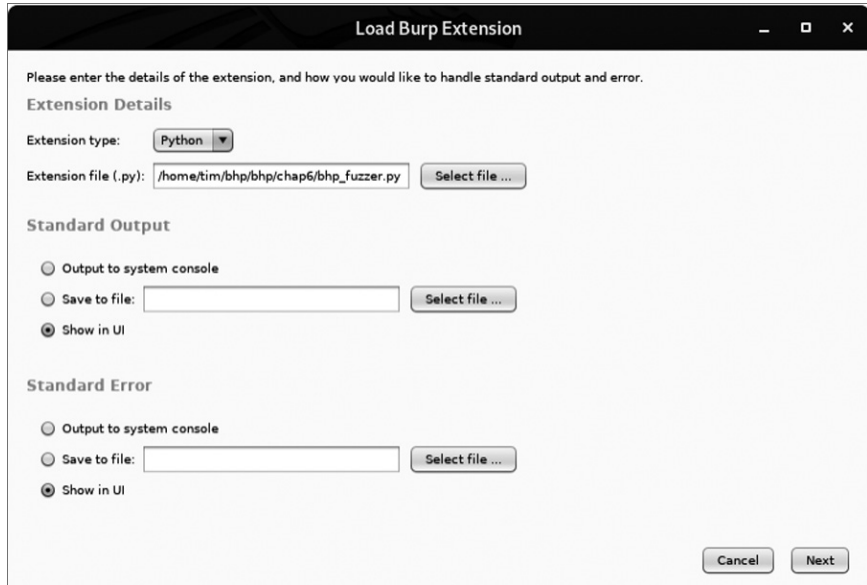 Load Burp Extension
Please enter the details of the extension, and how you would like to handle standard output and error.
Extension Details
Extension type: Python
Extension file (.py): /home/tim/bhp/bhp/chap6/bhp_fuzzer.py Select file ...
Standard Output
Output to system console
Save to file: Select file ...
Show in UI
Standard Error
Output to system console
Save to file: Select file ...
Show in UI
Cancel Next